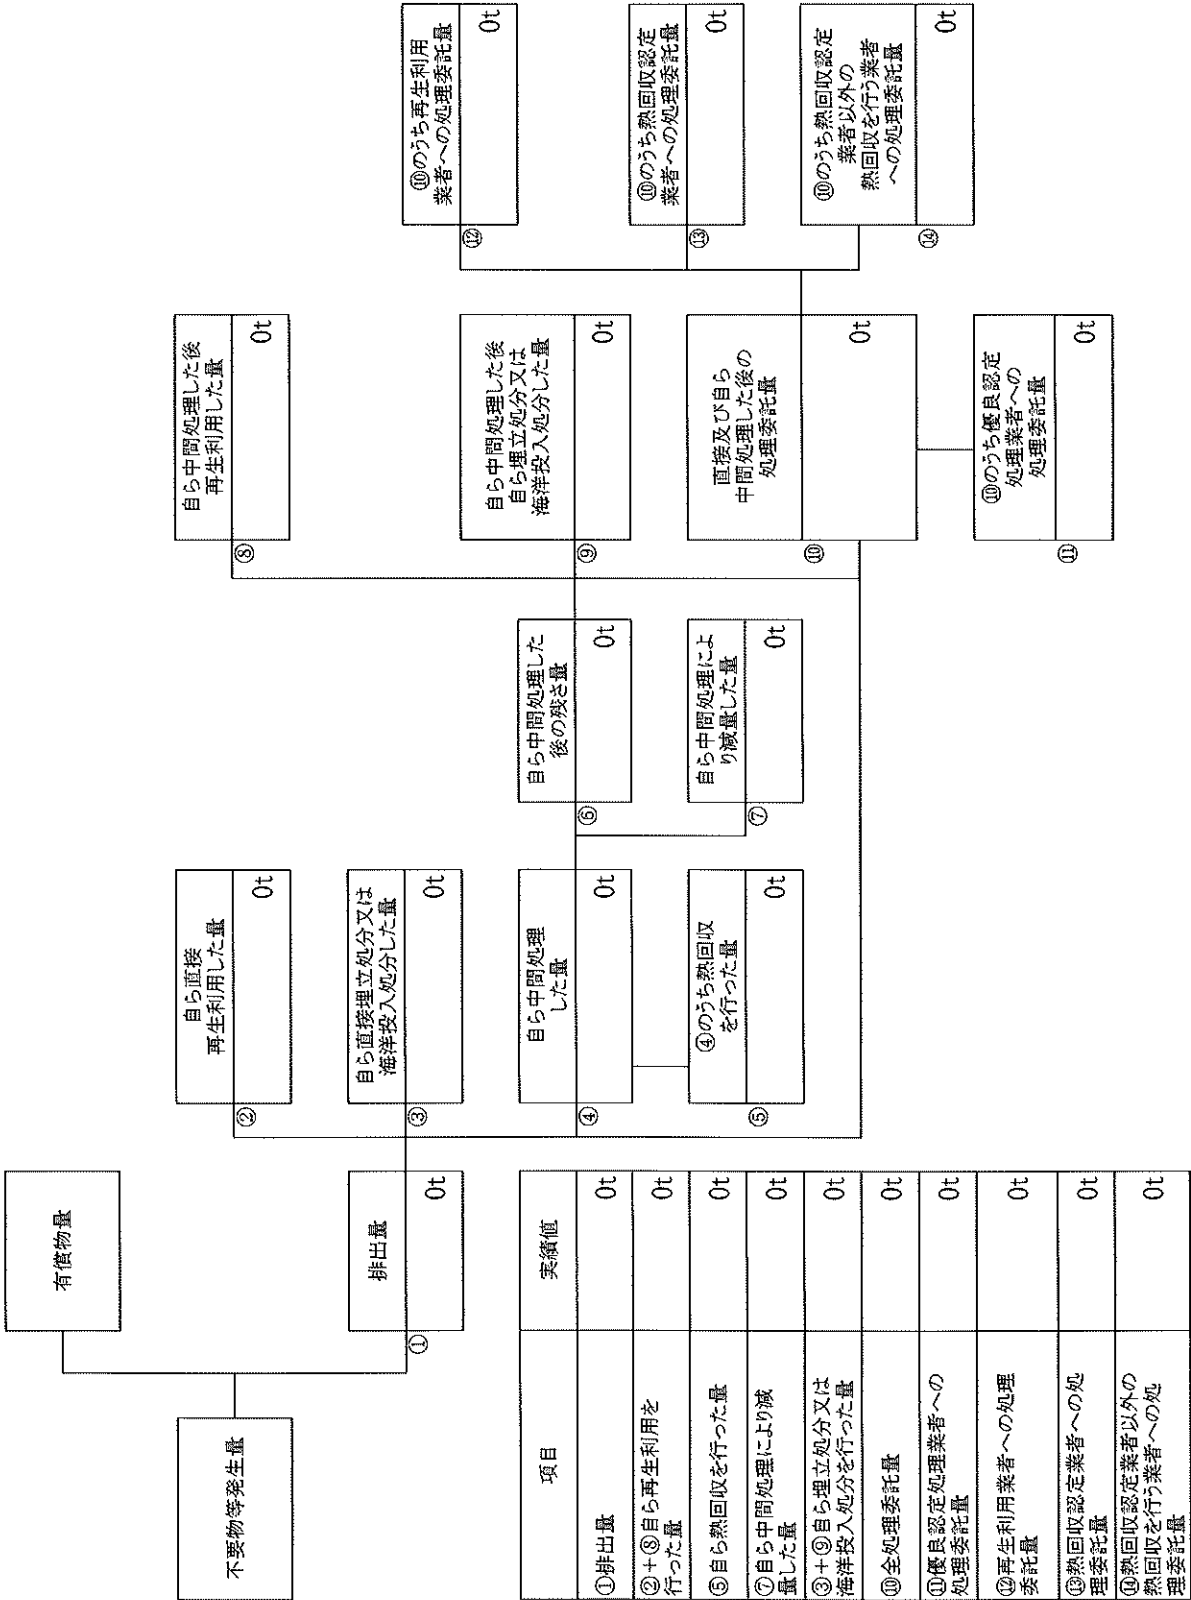 不要物等発生量
有償物量
①
排出量
0t
②
自ら直接
再生利用した量
0t
③
自ら直接埋立処分又は
海洋投入処分した量
0t
④
自ら中間処理
した量
0t
⑤
④のうち熱回収
を行った量
0t
⑥
自ら中間処理した
後の残さ量
0t
⑦
自ら中間処理によ
り減量した量
0t
⑧
自ら中間処理した後
再生利用した量
0t
⑨
自ら中間処理した後
自ら埋立処分又は
海洋投入処分した量
0t
⑩
直接及び自ら
中間処理した後の
処理委託量
0t
⑪
⑩のうち優良認定
処理業者への
処理委託量
0t
⑫
⑩のうち再生利用
業者への処理委託量
0t
⑬
⑩のうち熱回収認定
業者への処理委託量
0t
⑭
⑩のうち熱回収認定
業者以外の
熱回収を行う業者
への処理委託量
0t
項目 実績値
①排出量 0t
②+⑧自ら再生利用を
行った量 0t
⑤自ら熱回収を行った量 0t
⑦自ら中間処理により減
量した量 0t
③+⑨自ら埋立処分又は
海洋投入処分を行った量 0t
⑩全処理委託量 0t
⑪優良認定処理業者への
処理委託量 0t
⑫再生利用業者への処理
委託量 0t
⑬熱回収認定業者への処
理委託量 0t
⑭熱回収認定業者以外の
熱回収を行う業者への処
理委託量 0t